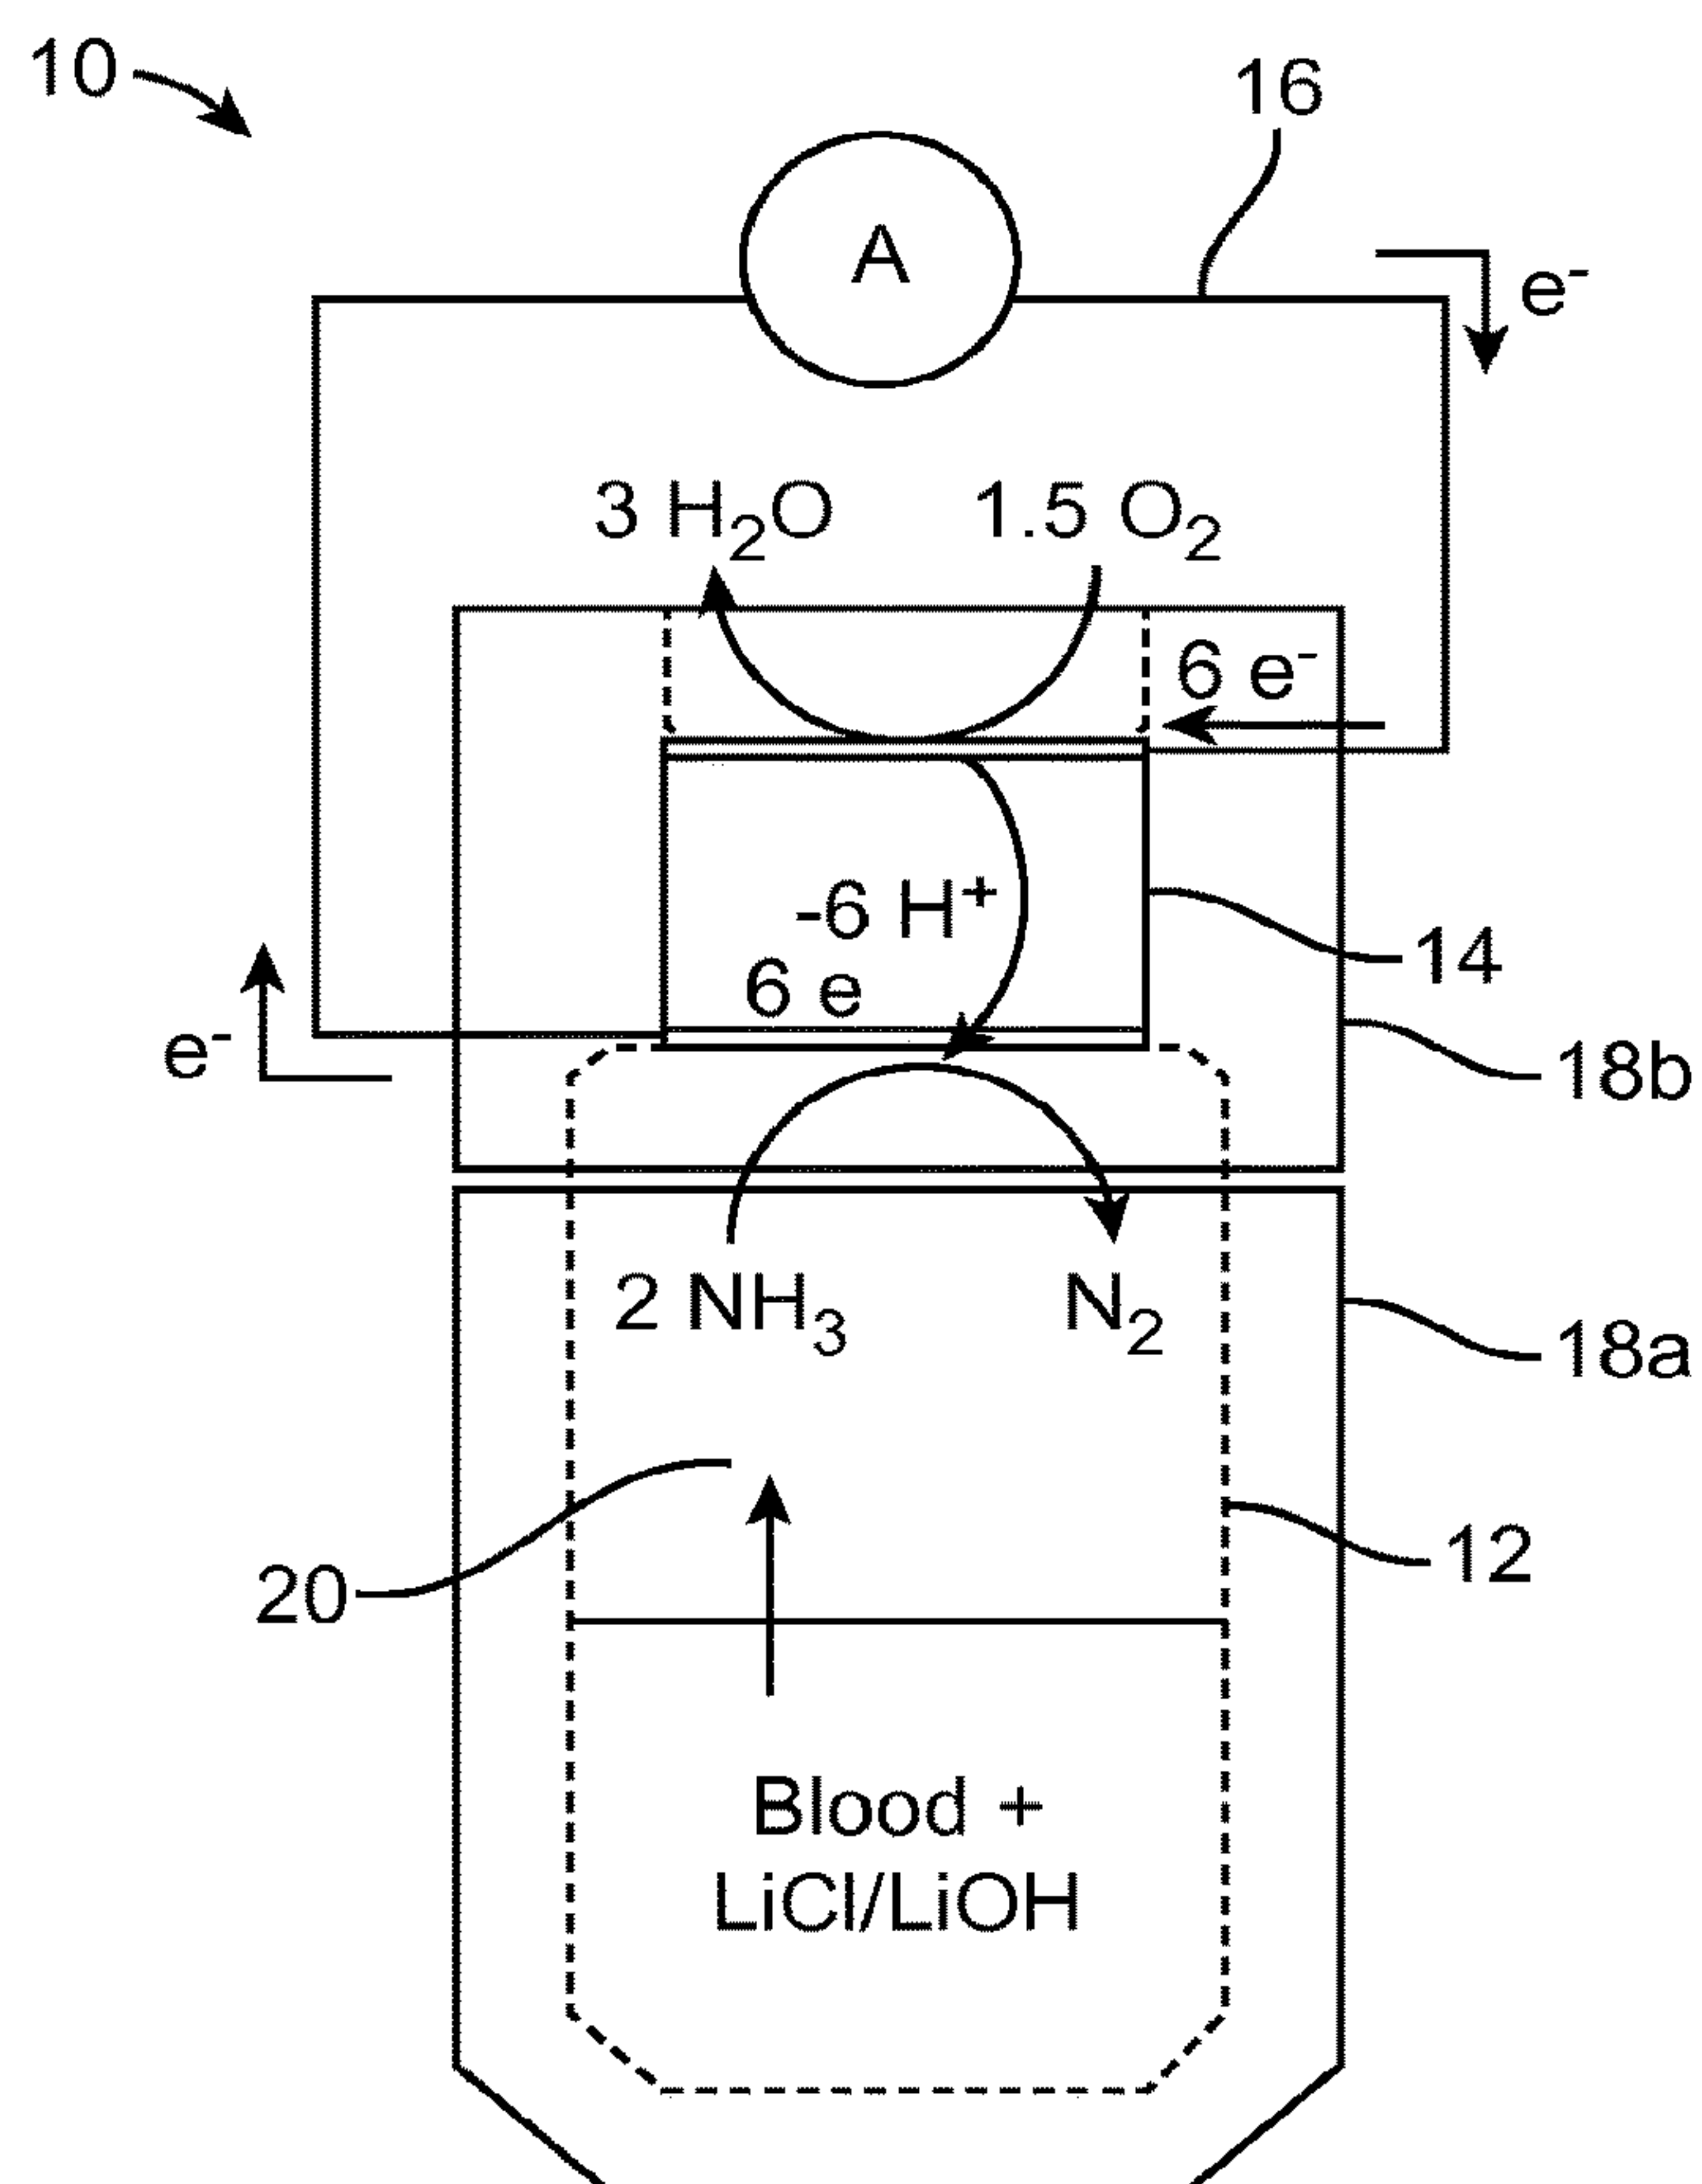 10
16
A
e⁻
3 H₂O
1.5 O₂
6 e⁻
-6 H⁺
6 e
14
e⁻
18b
2 NH₃
N₂
18a
20
12
Blood +
LiCl/LiOH